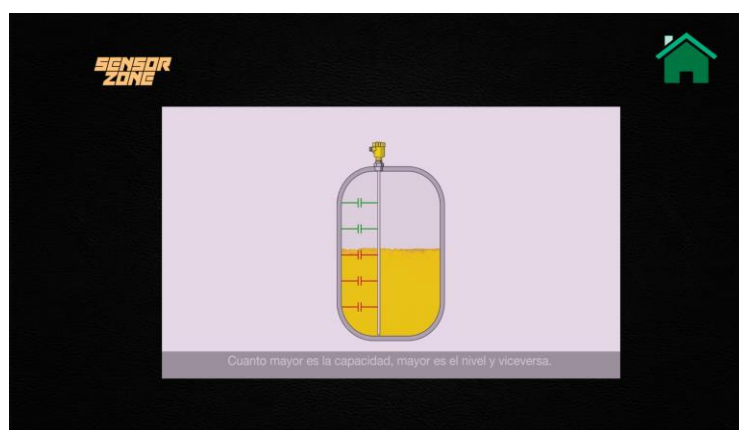 SENSOR
ZONE
Cuanto mayor es la capacidad, mayor es el nivel y viceversa.